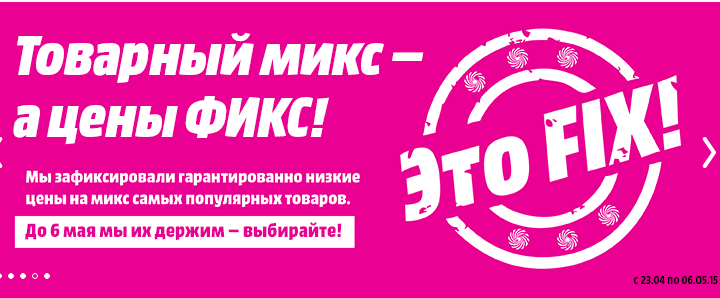 Товарный микс –
а цены ФИКС!
Мы зафиксировали гарантированно низкие
цены на микс самых популярных товаров.
До 6 мая мы их держим – выбирайте!
Это FIX!
с 23.04 по 06.05.15